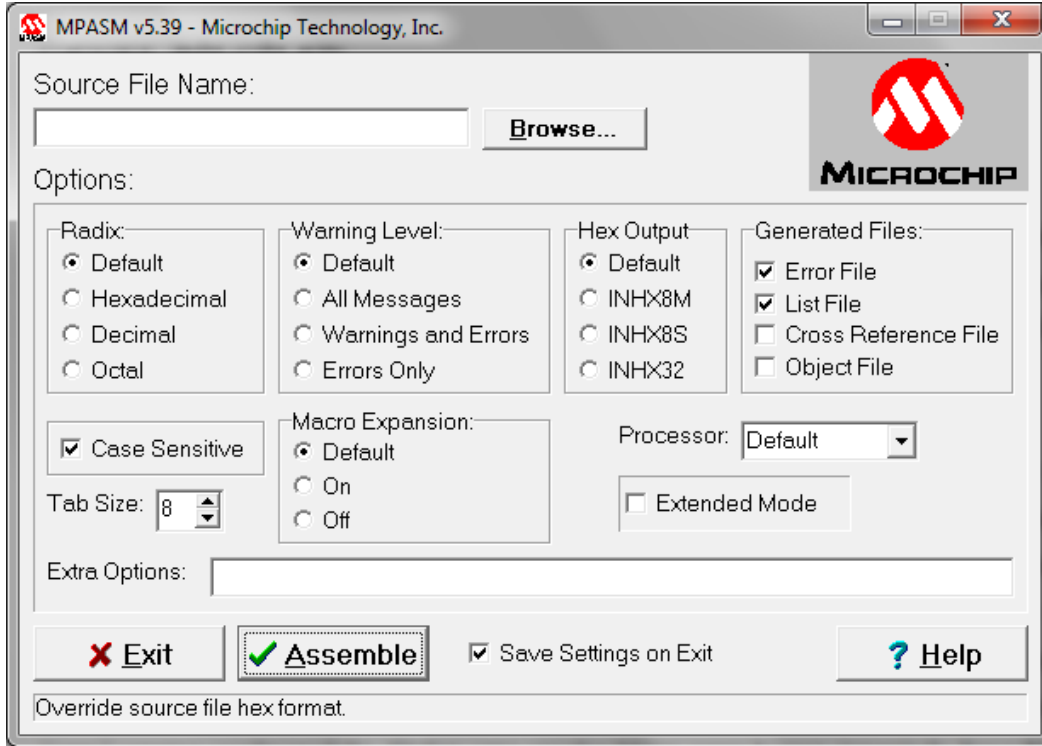 MPASM v5.39 - Microchip Technology, Inc.
Source File Name:
Browse...
MICROCHIP
Options:
Radix:
Default
Hexadecimal
Decimal
Octal
Warning Level:
Default
All Messages
Warnings and Errors
Errors Only
Hex Output
Default
INHX8M
INHX8S
INHX32
Generated Files:
Error File
List File
Cross Reference File
Object File
Case Sensitive
Tab Size: 8
Macro Expansion:
Default
On
Off
Processor: Default
Extended Mode
Extra Options:
Exit
Assemble
Save Settings on Exit
? Help
Override source file hex format.